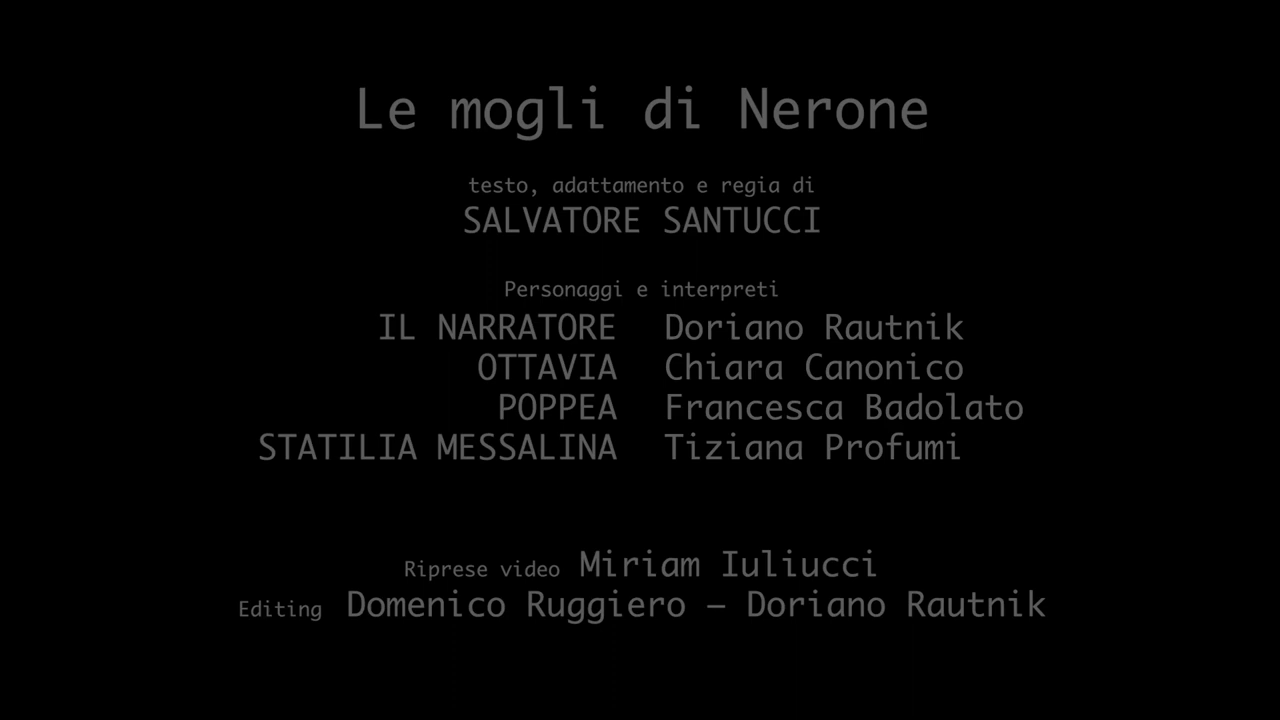 Le mogli di Nerone
testo, adattamento e regia di
SALVATORE SANTUCCI
Personaggi e interpreti
IL NARRATORE Doriano Rautnik
OTTAVIA Chiara Canonico
POPPEA Francesca Badolato
STATILIA MESSALINA Tiziana Profumi
Riprese video Miriam Iuliucci
Editing Domenico Ruggiero – Doriano Rautnik